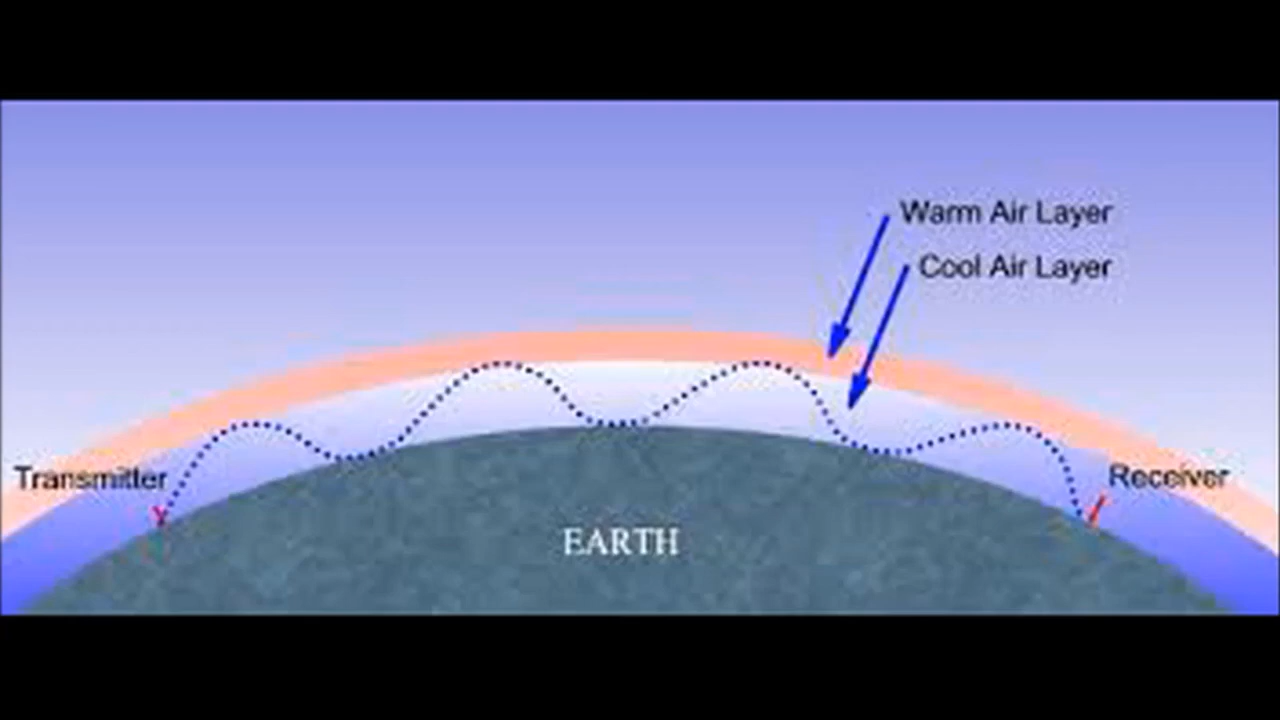 Warm Air Layer
Cool Air Layer
Transmitter
Receiver
EARTH